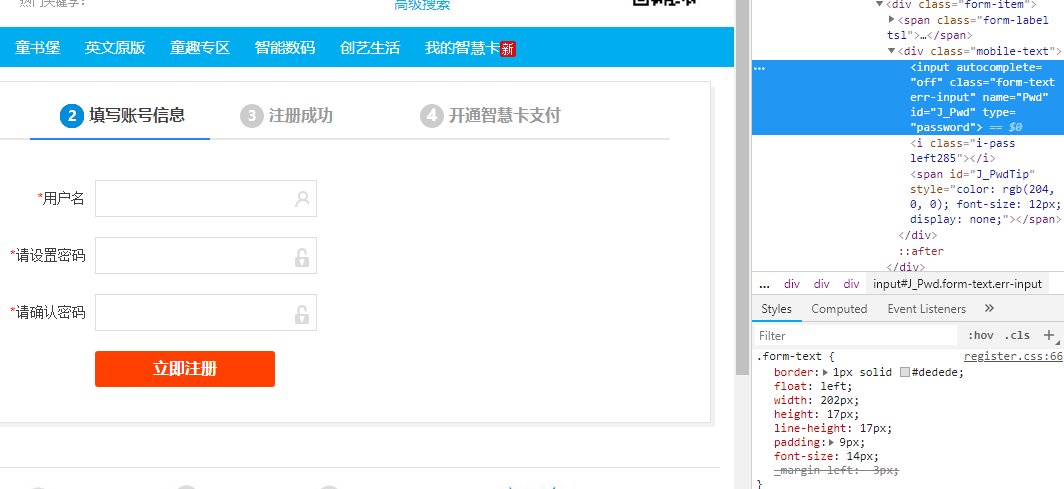 热门关键字：
高级搜索
童书堡 英文原版 童趣专区 智能数码 创艺生活 我的智慧卡 新
2 填写账号信息 3 注册成功 4 开通智慧卡支付
*用户名
*请设置密码
*请确认密码
立即注册
<div class="form-item">
<span class="form-label
tsl">…</span>
<div class="mobile-text">
<input autocomplete=
"off" class="form-text
err-input" name="Pwd"
id="J_Pwd" type=
"password"> == $0
<i class="i-pass
left285"></i>
<span id="J_PwdTip"
style="color: rgb(204,
0, 0); font-size: 12px;
display: none;"></span>
</div>
::after
</div>
... div div div input#J_Pwd.form-text.err-input
Styles Computed Event Listeners »
Filter :hov .cls +
.form-text { register.css:66
border: 1px solid #dedede;
float: left;
width: 202px;
height: 17px;
line-height: 17px;
padding: 9px;
font-size: 14px;
_margin-left: -3px;
}